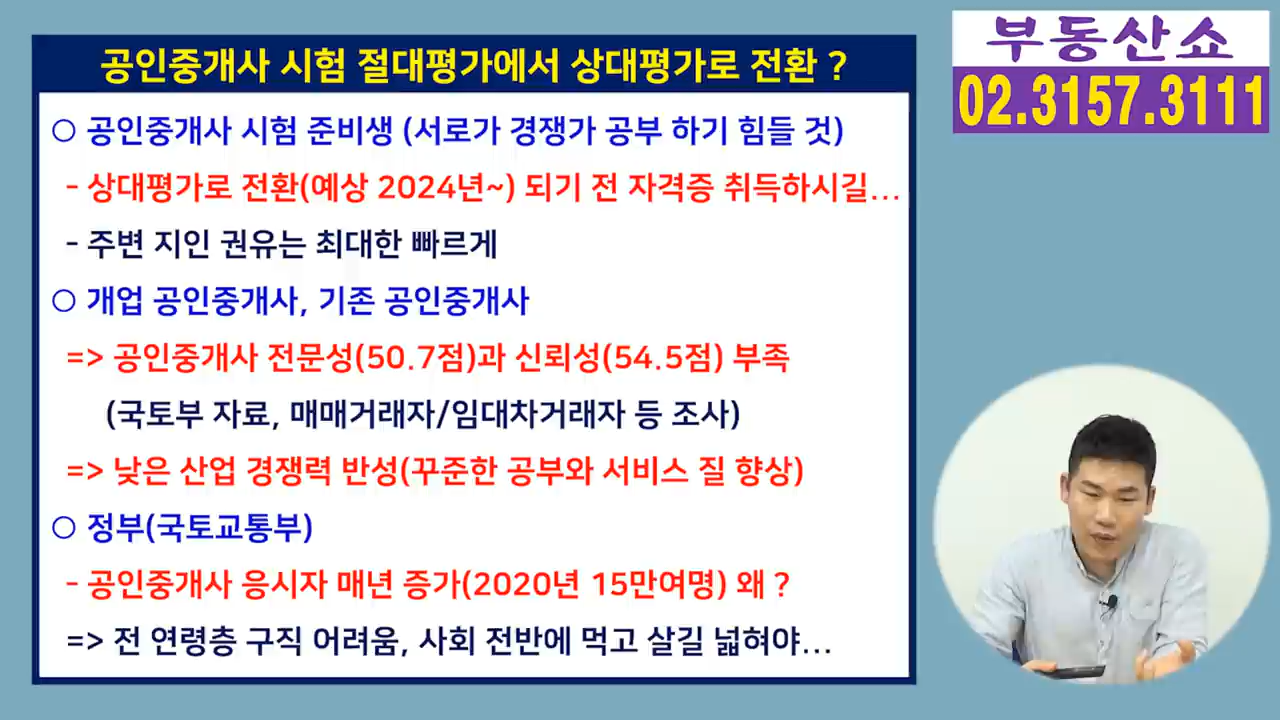 공인중개사 시험 절대평가에서 상대평가로 전환 ?
○ 공인중개사 시험 준비생 (서로가 경쟁가 공부 하기 힘들 것)
- 상대평가로 전환(예상 2024년~) 되기 전 자격증 취득하시길...
- 주변 지인 권유는 최대한 빠르게
○ 개업 공인중개사, 기존 공인중개사
=> 공인중개사 전문성(50.7점)과 신뢰성(54.5점) 부족
(국토부 자료, 매매거래자/임대차거래자 등 조사)
=> 낮은 산업 경쟁력 반성(꾸준한 공부와 서비스 질 향상)
○ 정부(국토교통부)
- 공인중개사 응시자 매년 증가(2020년 15만여명) 왜 ?
=> 전 연령층 구직 어려움, 사회 전반에 먹고 살길 넓혀야...
부동산쇼
02.3157.3111